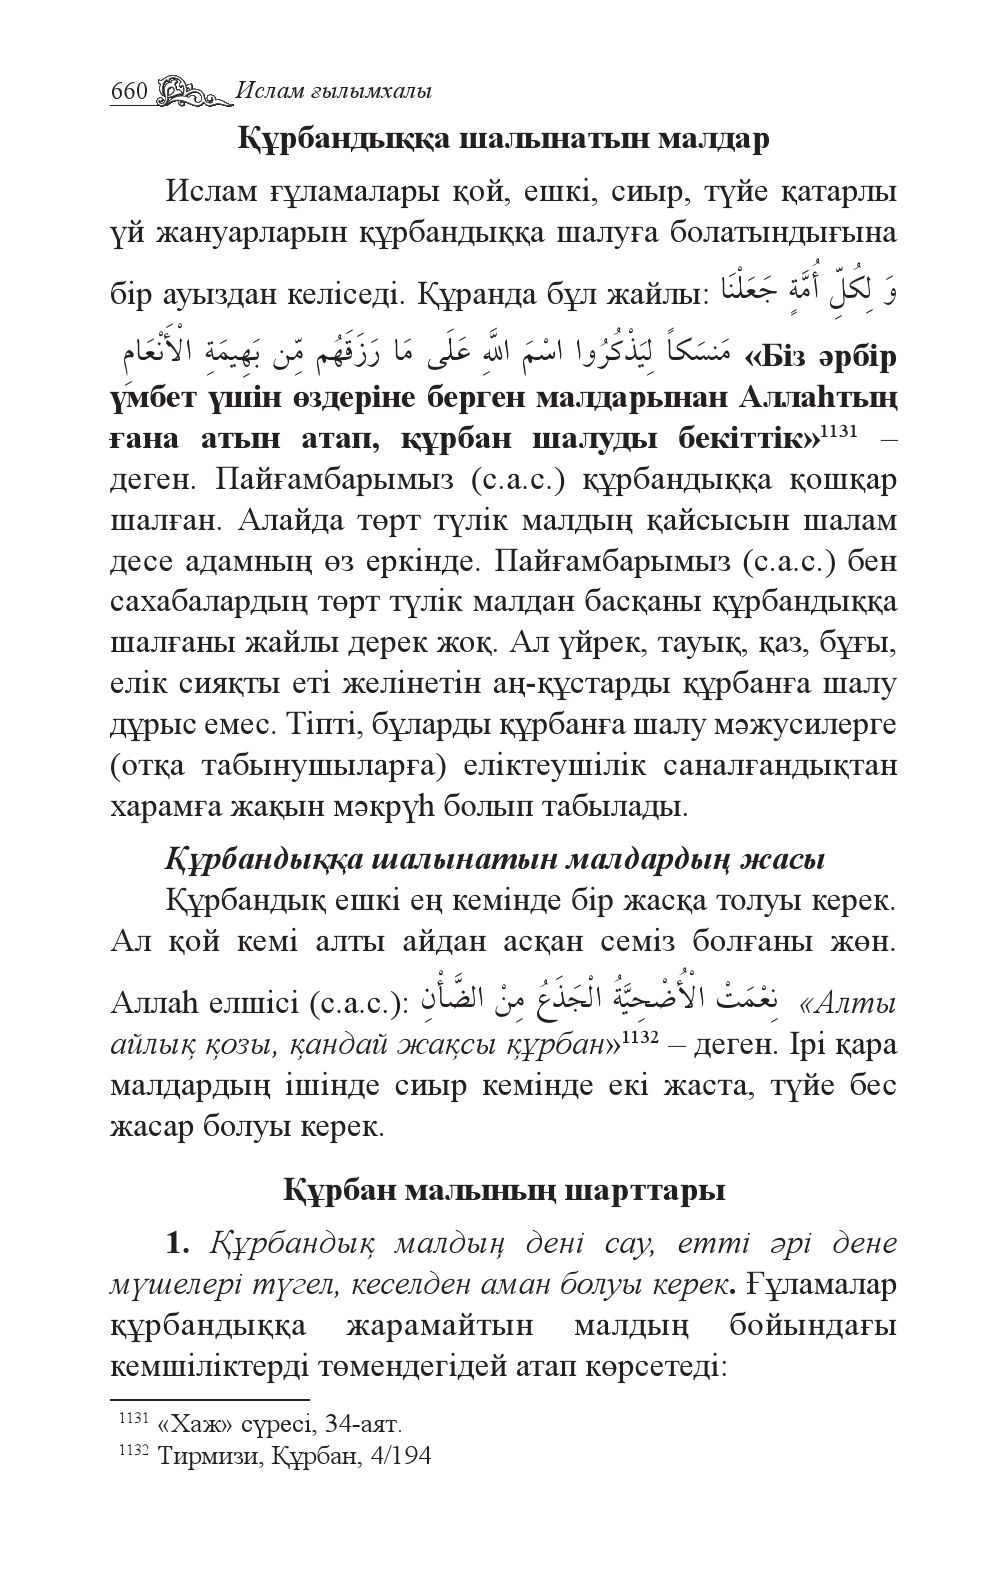 660 Ислам ғылымхалы
Құрбандыққа шалынатын малдар
Ислам ғұламалары қой, ешкі, сиыр, түйе қатарлы
үй жануарларын құрбандыққа шалуға болатындығына
бір ауыздан келіседі. Құранда бұл жайлы: وَ لِكُلِّ أُمَّةٍ جَعَلْنَا
مَنسَكاً لِيَذْكُرُوا اسْمَ اللَّهِ عَلَى مَا رَزَقَهُم مِّن بَهِيمَةِ الْأَنْعَامِ «Біз әрбір
үмбет үшін өздеріне берген малдарынан Аллаһтың
ғана атын атап, құрбан шалуды бекіттік»¹¹³¹ –
деген. Пайғамбарымыз (с.а.с.) құрбандыққа қошқар
шалған. Алайда төрт түлік малдың қайсысын шалам
десе адамның өз еркінде. Пайғамбарымыз (с.а.с.) бен
сахабалардың төрт түлік малдан басқаны құрбандыққа
шалғаны жайлы дерек жоқ. Ал үйрек, тауық, қаз, бұғы,
елік сияқты еті желінетін аң-құстарды құрбанға шалу
дұрыс емес. Тіпті, бұларды құрбанға шалу мәжусилерге
(отқа табынушыларға) еліктеушілік саналғандықтан
харамға жақын мәкрүһ болып табылады.
Құрбандыққа шалынатын малдардың жасы
Құрбандық ешкі ең кемінде бір жасқа толуы керек.
Ал қой кемі алты айдан асқан семіз болғаны жөн.
Аллаһ елшісі (с.а.с.): نِعْمَتْ الْأُضْحِيَّةُ الْجَذَعُ مِنْ الضَّأْنِ «Алты
айлық қозы, қандай жақсы құрбан»¹¹³² – деген. Ірі қара
малдардың ішінде сиыр кемінде екі жаста, түйе бес
жасар болуы керек.
Құрбан малының шарттары
1. Құрбандық малдың дені сау, етті әрі дене
мүшелері түгел, кеселден аман болуы керек. Ғұламалар
құрбандыққа жарамайтын малдың бойындағы
кемшіліктерді төмендегідей атап көрсетеді:
¹¹³¹ «Хаж» сүресі, 34-аят.
¹¹³² Тирмизи, Құрбан, 4/194